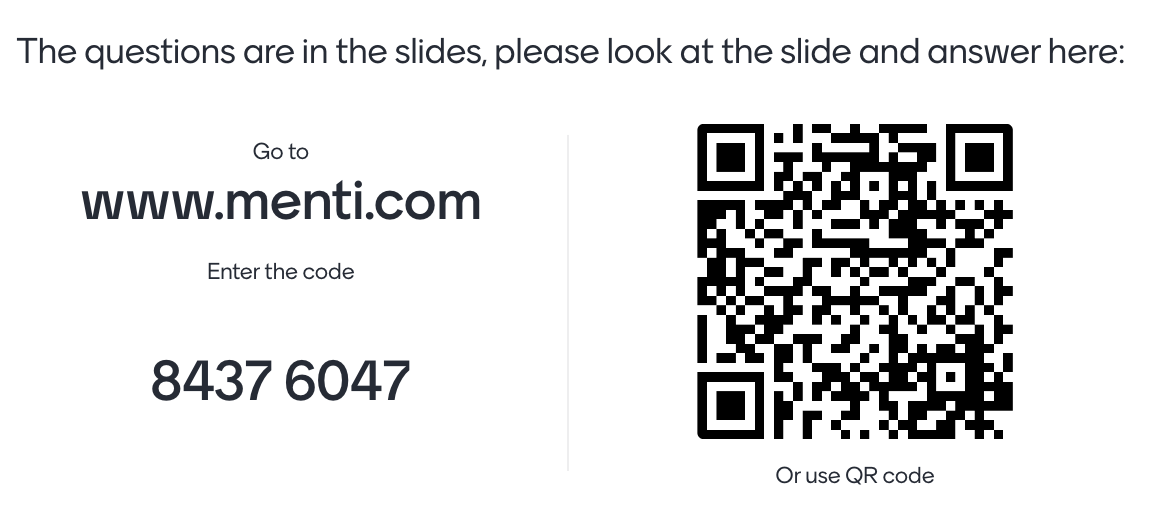 The questions are in the slides, please look at the slide and answer here:
Go to
www.menti.com
Enter the code
8437 6047
Or use QR code